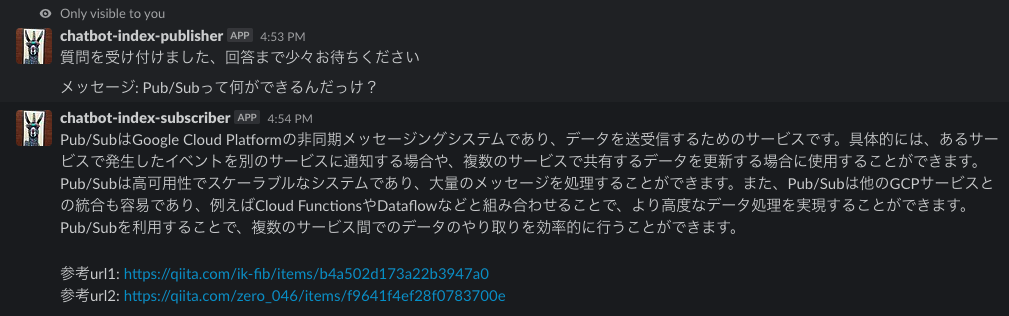 Only visible to you
chatbot-index-publisher APP 4:53 PM
質問を受け付けました、回答まで少々お待ちください
メッセージ: Pub/Subって何ができるんだっけ？
chatbot-index-subscriber APP 4:54 PM
Pub/SubはGoogle Cloud Platformの非同期メッセージングシステムであり、データを送受信するためのサービスです。具体的には、あるサー
ビスで発生したイベントを別のサービスに通知する場合や、複数のサービスで共有するデータを更新する場合に使用することができます。
Pub/Subは高可用性でスケーラブルなシステムであり、大量のメッセージを処理することができます。また、Pub/Subは他のGCPサービスと
の統合も容易であり、例えばCloud FunctionsやDataflowなどと組み合わせることで、より高度なデータ処理を実現することができます。
Pub/Subを利用することで、複数のサービス間でのデータのやり取りを効率的に行うことができます。
参考url1: https://qiita.com/ik-fib/items/b4a502d173a22b3947a0
参考url2: https://qiita.com/zero_046/items/f9641f4ef28f0783700e